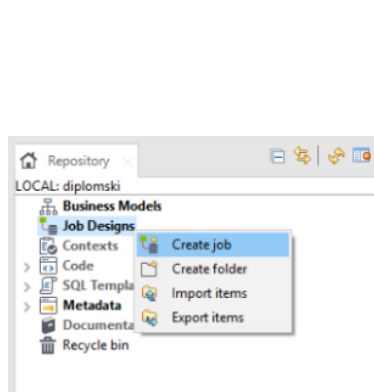 Repository
LOCAL: diplomski
Business Models
Job Designs
Contexts
Create job
Code
Create folder
SQL Templa
Import items
Metadata
Export items
Documenta
Recycle bin